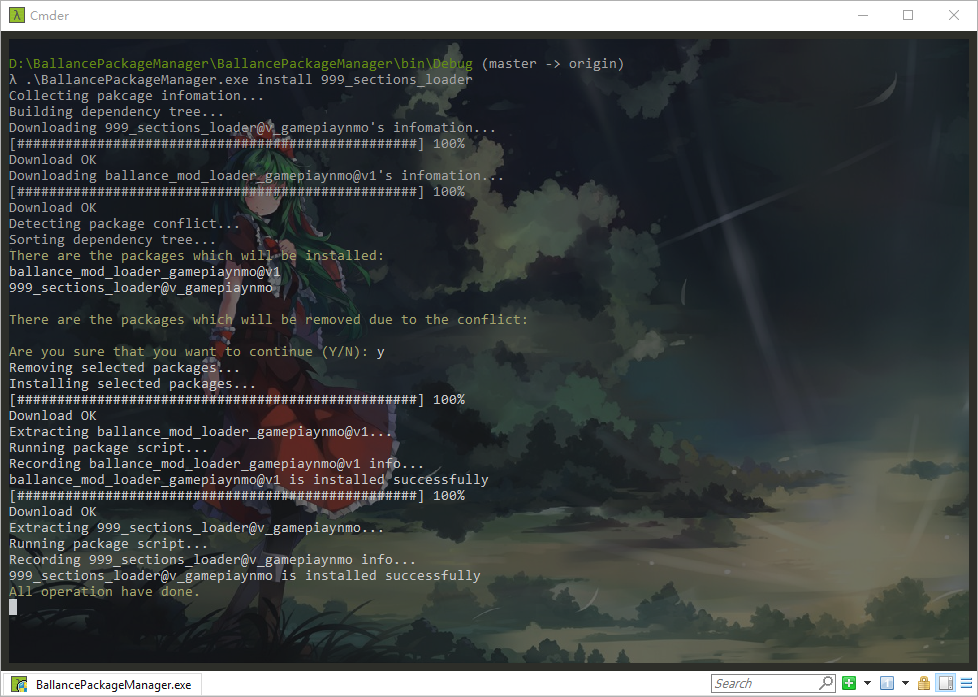 Cmder
D:\BallancePackageManager\BallancePackageManager\bin\Debug (master -> origin)
λ .\BallancePackageManager.exe install 999_sections_loader
Collecting pakcage infomation...
Building dependency tree...
Downloading 999_sections_loader@v_gamepiaynmo's infomation...
[##################################################] 100%
Download OK
Downloading ballance_mod_loader_gamepiaynmo@v1's infomation...
[##################################################] 100%
Download OK
Detecting package conflict...
Sorting dependency tree...
There are the packages which will be installed:
ballance_mod_loader_gamepiaynmo@v1
999_sections_loader@v_gamepiaynmo
There are the packages which will be removed due to the conflict:
Are you sure that you want to continue (Y/N): y
Removing selected packages...
Installing selected packages...
[##################################################] 100%
Download OK
Extracting ballance_mod_loader_gamepiaynmo@v1...
Running package script...
Recording ballance_mod_loader_gamepiaynmo@v1 info...
ballance_mod_loader_gamepiaynmo@v1 is installed successfully
[##################################################] 100%
Download OK
Extracting 999_sections_loader@v_gamepiaynmo...
Running package script...
Recording 999_sections_loader@v_gamepiaynmo info...
999_sections_loader@v_gamepiaynmo is installed successfully
All operation have done.
BallancePackageManager.exe
Search